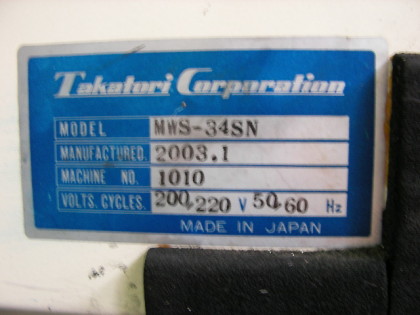 Takatori Corporation
MODEL MWS-34SN
MANUFACTURED. 2003.1
MACHINE NO. 1010
VOLTS. CYCLES. 200,220 V 50,60 Hz
MADE IN JAPAN